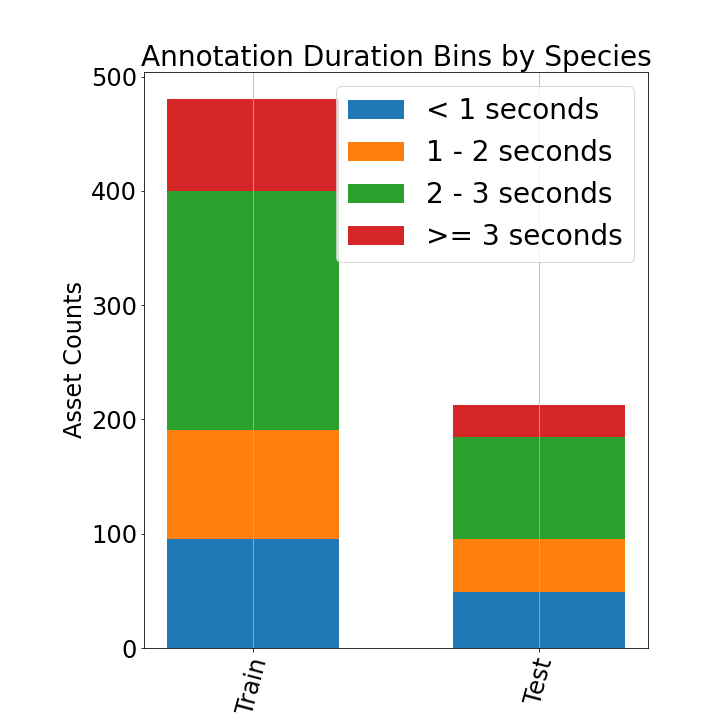 Annotation Duration Bins by Species
500
400
300
200
100
0
Asset Counts
< 1 seconds
1 - 2 seconds
2 - 3 seconds
>= 3 seconds
Train
Test